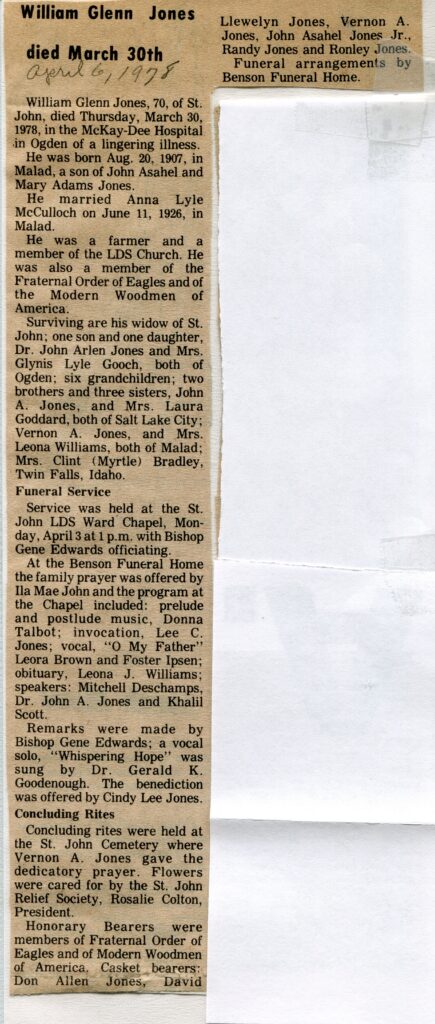 William Glenn Jones
died March 30th
April 6, 1978
William Glenn Jones, 70, of St.
John, died Thursday, March 30,
1978, in the McKay-Dee Hospital
in Ogden of a lingering illness.
He was born Aug. 20, 1907, in
Malad, a son of John Asahel and
Mary Adams Jones.
He married Anna Lyle
McCulloch on June 11, 1926, in
Malad.
He was a farmer and a
member of the LDS Church. He
was also a member of the
Fraternal Order of Eagles and of
the Modern Woodmen of
America.
Surviving are his widow of St.
John; one son and one daughter,
Dr. John Arlen Jones and Mrs.
Glynis Lyle Gooch, both of
Ogden; six grandchildren; two
brothers and three sisters, John
A. Jones, and Mrs. Laura
Goddard, both of Salt Lake City;
Vernon A. Jones, and Mrs.
Leona Williams, both of Malad;
Mrs. Clint (Myrtle) Bradley,
Twin Falls, Idaho.
Funeral Service
Service was held at the St.
John LDS Ward Chapel, Mon-
day, April 3 at 1 p.m. with Bishop
Gene Edwards officiating.
At the Benson Funeral Home
the family prayer was offered by
Ila Mae John and the program at
the Chapel included: prelude
and postlude music, Donna
Talbot; invocation, Lee C.
Jones; vocal, "O My Father"
Leora Brown and Foster Ipsen;
obituary, Leona J. Williams;
speakers: Mitchell Deschamps,
Dr. John A. Jones and Khalil
Scott.
Remarks were made by
Bishop Gene Edwards; a vocal
solo, "Whispering Hope" was
sung by Dr. Gerald K.
Goodenough. The benediction
was offered by Cindy Lee Jones.
Concluding Rites
Concluding rites were held at
the St. John Cemetery where
Vernon A. Jones gave the
dedicatory prayer. Flowers
were cared for by the St. John
Relief Society, Rosalie Colton,
President.
Honorary Bearers were
members of Fraternal Order of
Eagles and of Modern Woodmen
of America. Casket bearers:
Don Allen Jones, David
Llewelyn Jones, Vernon A.
Jones, John Asahel Jones Jr.,
Randy Jones and Ronley Jones.
Funeral arrangements by
Benson Funeral Home.